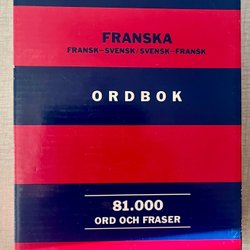 FRANSKA
FRANSK–SVENSK/SVENSK–FRANSK
ORDBOK
81.000
ORD OCH FRASER